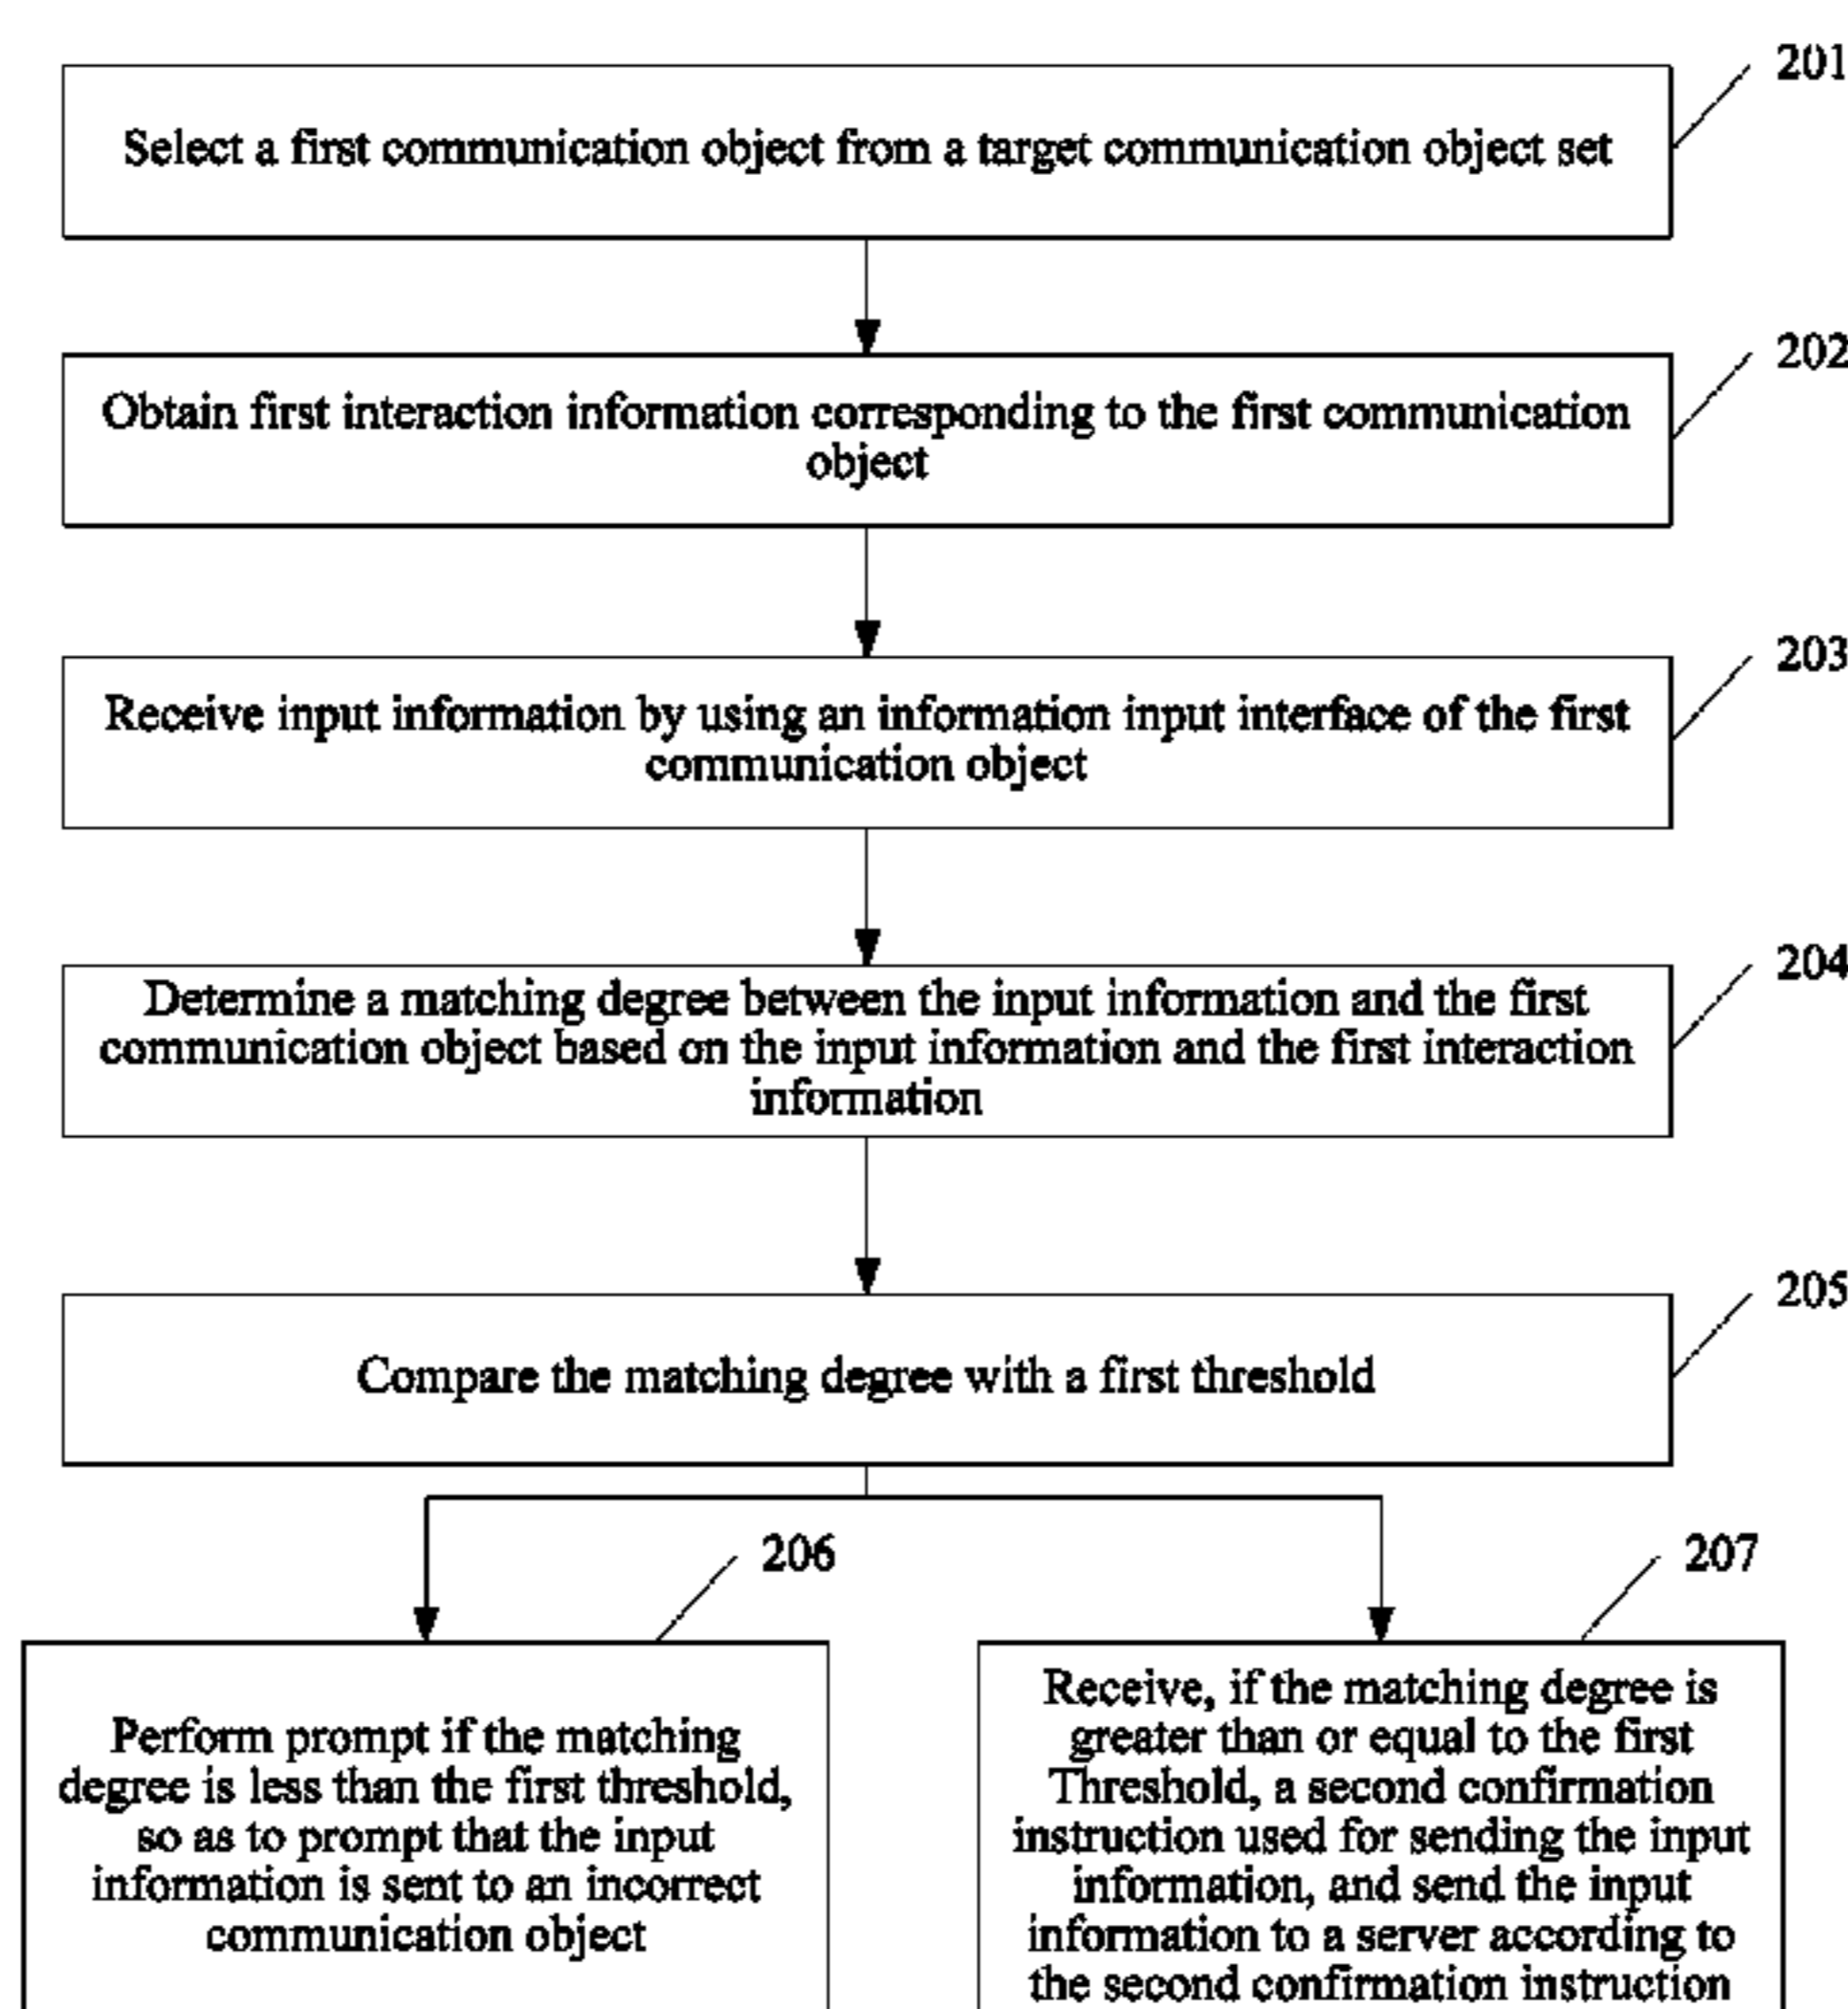 201
Select a first communication object from a target communication object set
202
Obtain first interaction information corresponding to the first communication
object
203
Receive input information by using an information input interface of the first
communication object
204
Determine a matching degree between the input information and the first
communication object based on the input information and the first interaction
information
205
Compare the matching degree with a first threshold
206
Perform prompt if the matching
degree is less than the first threshold,
so as to prompt that the input
information is sent to an incorrect
communication object
207
Receive, if the matching degree is
greater than or equal to the first
Threshold, a second confirmation
instruction used for sending the input
information, and send the input
information to a server according to
the second confirmation instruction